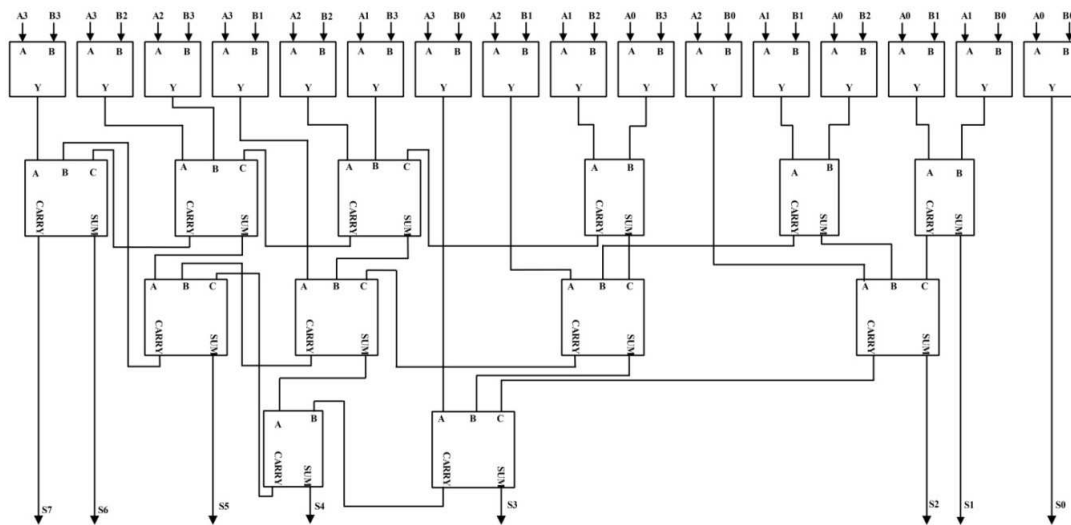 A3 B3 A3 B2 A2 B3 A3 B1 A2 B2 A1 B3 A3 B0 A2 B1 A1 B2 A0 B3 A2 B0 A1 B1 A0 B2 A0 B1 A1 B0 A0 B0
A B A B A B A B A B A B A B A B A B A B A B A B A B A B A B A B
Y Y Y Y Y Y Y Y Y Y Y Y Y Y Y Y
A B C A B C A B C A B A B A B
CARRY SUM CARRY SUM CARRY SUM CARRY SUM CARRY SUM CARRY SUM
A B C A B C A B C A B C
CARRY SUM CARRY SUM CARRY SUM CARRY SUM
A B A B C
CARRY SUM CARRY SUM
S7 S6 S5 S4 S3 S2 S1 S0